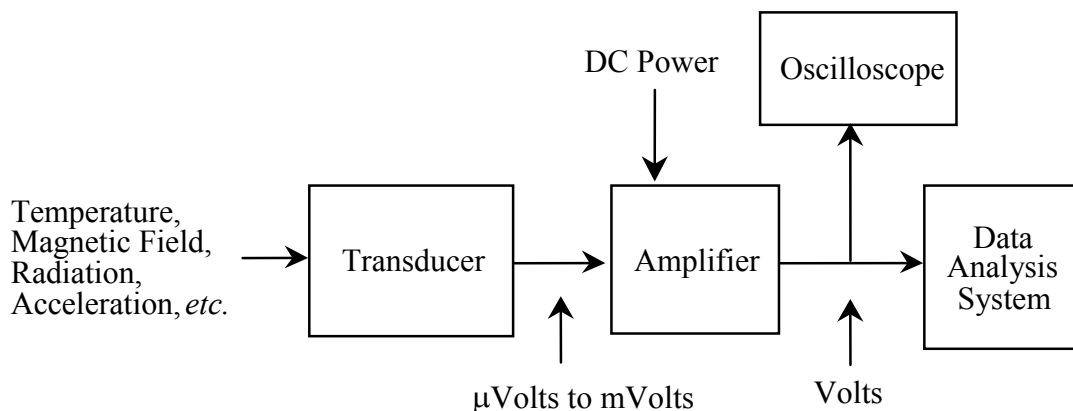 DC Power
Oscilloscope
Temperature,
Magnetic Field,
Radiation,
Acceleration, etc.
Transducer
Amplifier
Data
Analysis
System
μVolts to mVolts
Volts